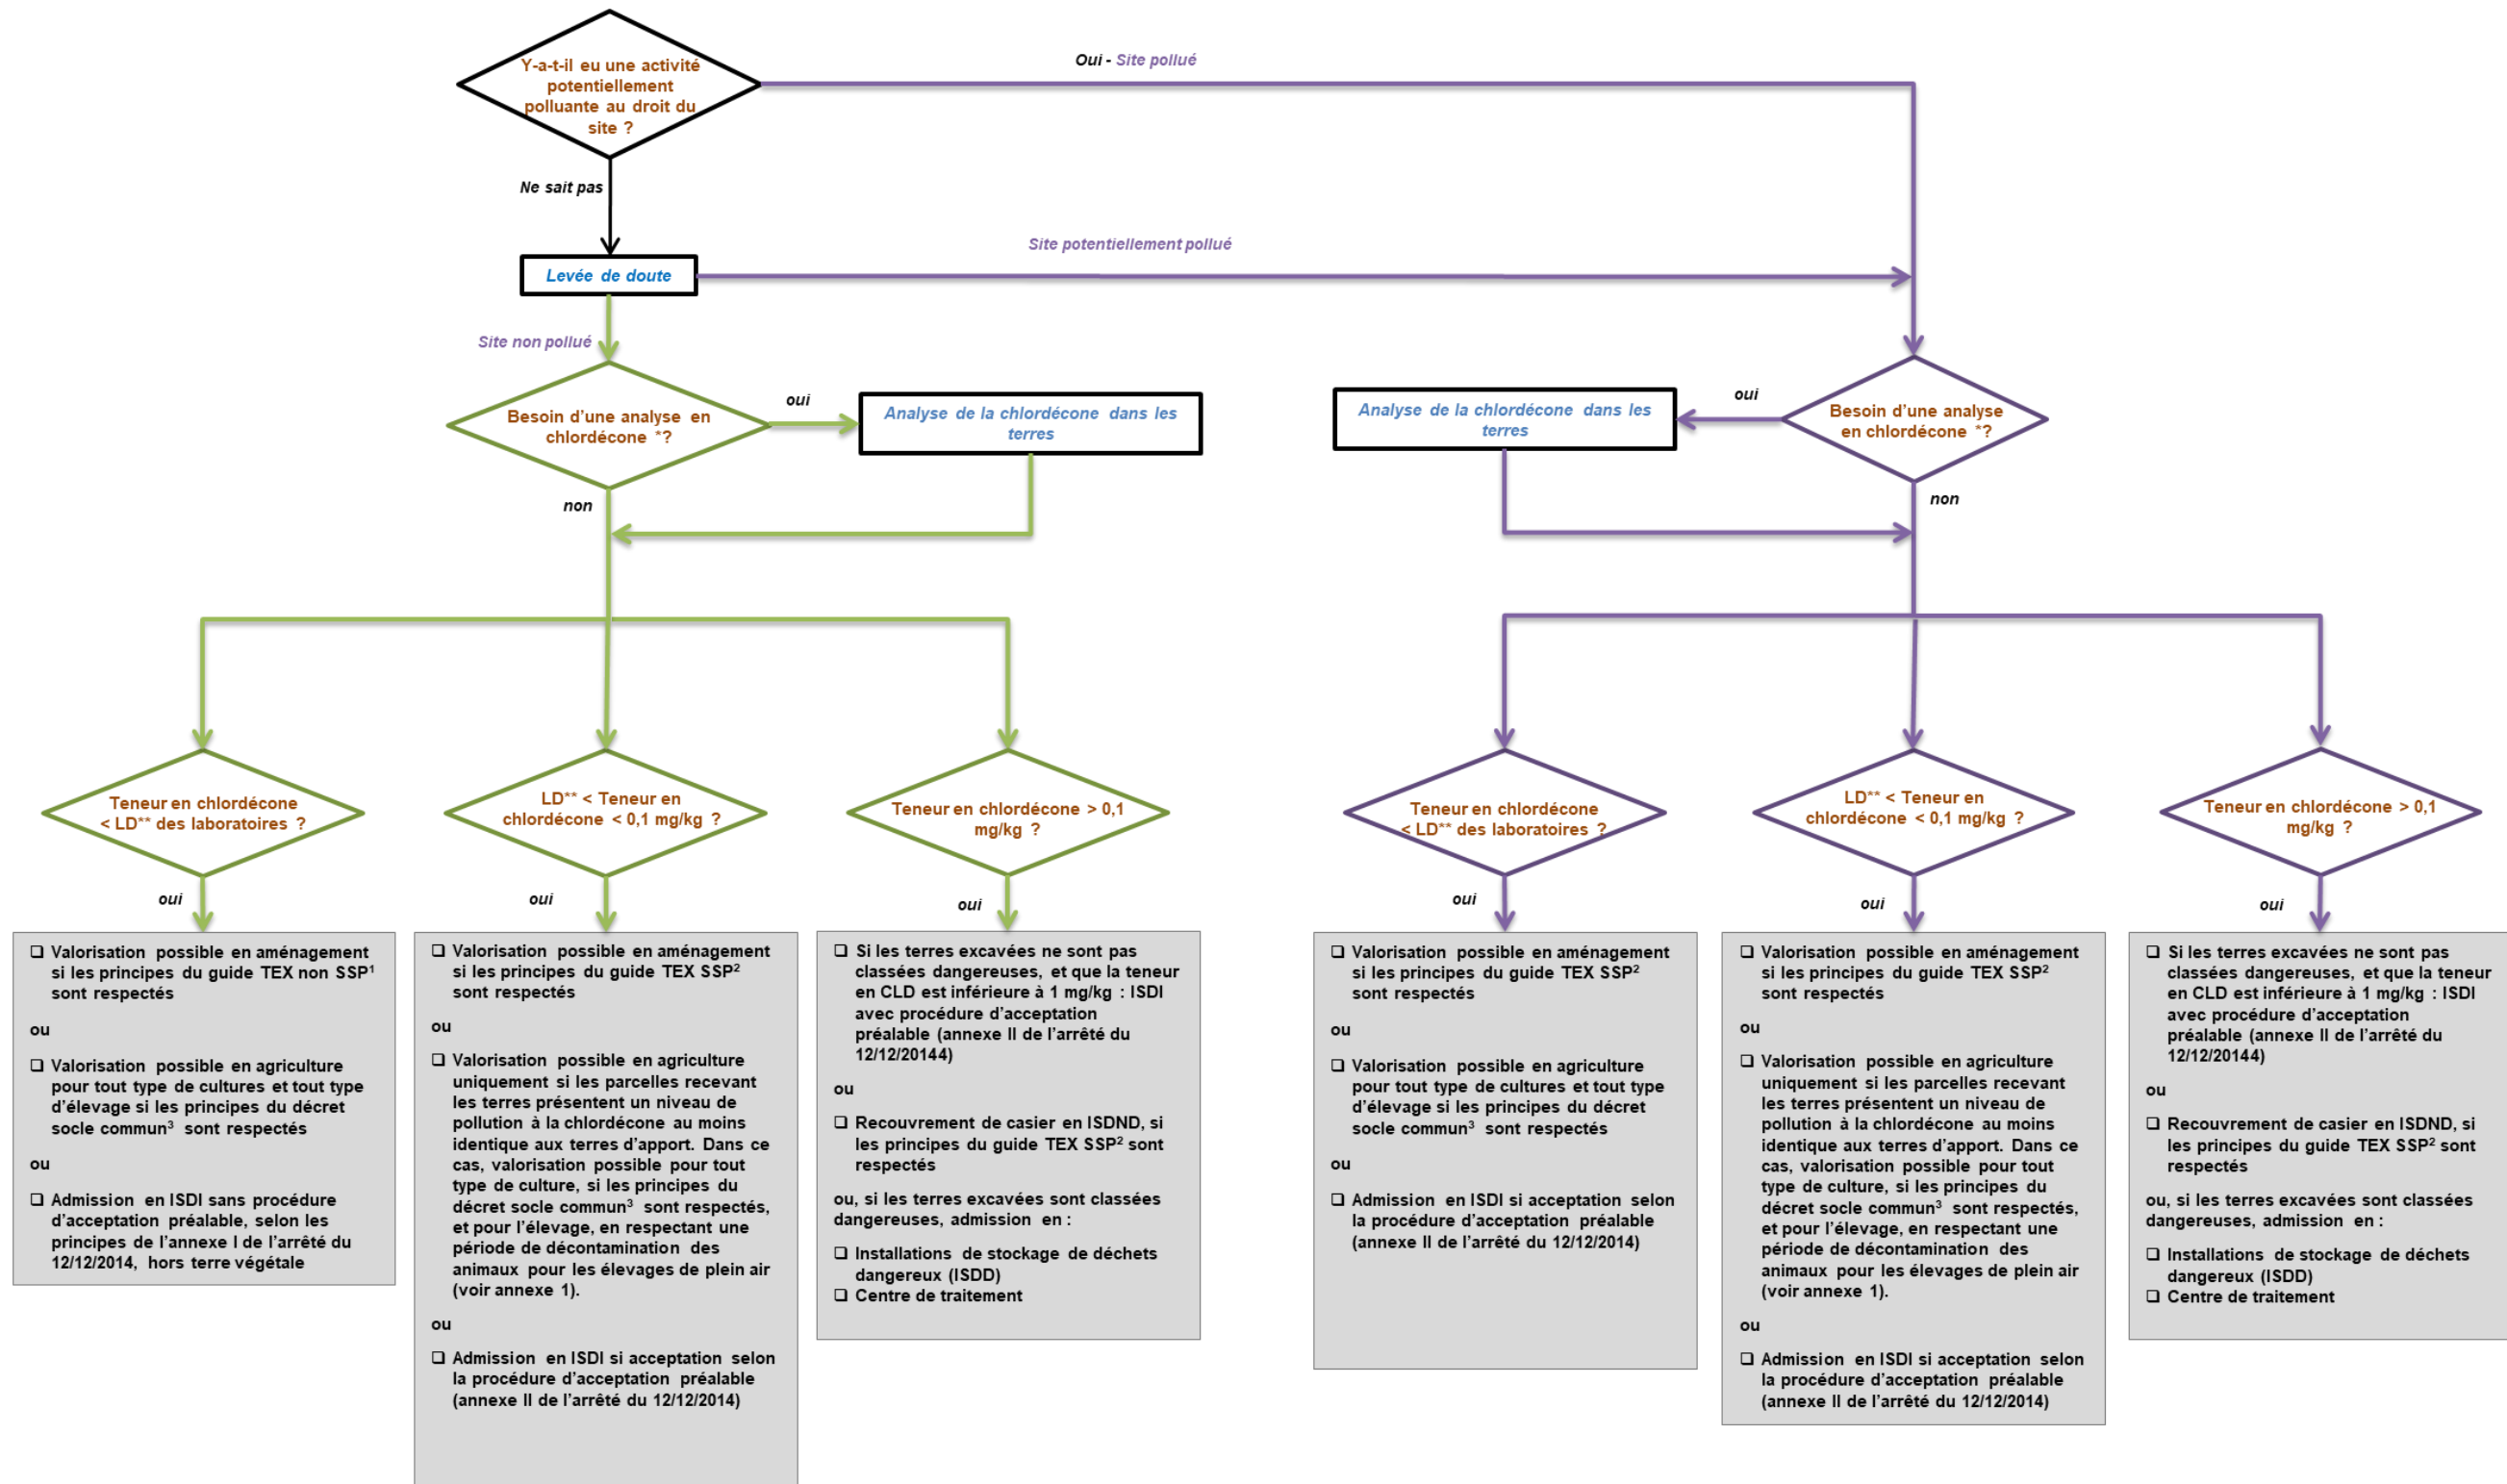 Y-a-t-il eu une activité
potentiellement
polluante au droit du
site ?
Oui - Site pollué
Ne sait pas
Levée de doute
Site potentiellement pollué
Site non pollué
Besoin d'une analyse en
chlordécone *?
oui
Analyse de la chlordécone dans les
terres
non
Analyse de la chlordécone dans les
terres
oui
Besoin d'une analyse
en chlordécone *?
non
Teneur en chlordécone
< LD** des laboratoires ?
oui
LD** < Teneur en
chlordécone < 0,1 mg/kg ?
oui
Teneur en chlordécone > 0,1
mg/kg ?
oui
Teneur en chlordécone
< LD** des laboratoires ?
oui
LD** < Teneur en
chlordécone < 0,1 mg/kg ?
oui
Teneur en chlordécone > 0,1
mg/kg ?
oui
❑ Valorisation possible en aménagement
si les principes du guide TEX non SSP¹
sont respectés
ou
❑ Valorisation possible en agriculture
pour tout type de cultures et tout type
d'élevage si les principes du décret
socle commun³ sont respectés
ou
❑ Admission en ISDI sans procédure
d'acceptation préalable, selon les
principes de l'annexe I de l'arrêté du
12/12/2014, hors terre végétale
❑ Valorisation possible en aménagement
si les principes du guide TEX SSP²
sont respectés
ou
❑ Valorisation possible en agriculture
uniquement si les parcelles recevant
les terres présentent un niveau de
pollution à la chlordécone au moins
identique aux terres d'apport. Dans ce
cas, valorisation possible pour tout
type de culture, si les principes du
décret socle commun³ sont respectés,
et pour l'élevage, en respectant une
période de décontamination des
animaux pour les élevages de plein air
(voir annexe 1).
ou
❑ Admission en ISDI si acceptation selon
la procédure d'acceptation préalable
(annexe II de l'arrêté du 12/12/2014)
❑ Si les terres excavées ne sont pas
classées dangereuses, et que la teneur
en CLD est inférieure à 1 mg/kg : ISDI
avec procédure d'acceptation
préalable (annexe II de l'arrêté du
12/12/20144)
ou
❑ Recouvrement de casier en ISDND, si
les principes du guide TEX SSP² sont
respectés
ou, si les terres excavées sont classées
dangereuses, admission en :
❑ Installations de stockage de déchets
dangereux (ISDD)
❑ Centre de traitement
❑ Valorisation possible en aménagement
si les principes du guide TEX SSP²
sont respectés
ou
❑ Valorisation possible en agriculture
pour tout type de cultures et tout type
d'élevage si les principes du décret
socle commun³ sont respectés
ou
❑ Admission en ISDI si acceptation selon
la procédure d'acceptation préalable
(annexe II de l'arrêté du 12/12/2014)
❑ Valorisation possible en aménagement
si les principes du guide TEX SSP²
sont respectés
ou
❑ Valorisation possible en agriculture
uniquement si les parcelles recevant
les terres présentent un niveau de
pollution à la chlordécone au moins
identique aux terres d'apport. Dans ce
cas, valorisation possible pour tout
type de culture, si les principes du
décret socle commun³ sont respectés,
et pour l'élevage, en respectant une
période de décontamination des
animaux pour les élevages de plein air
(voir annexe 1).
ou
❑ Admission en ISDI si acceptation selon
la procédure d'acceptation préalable
(annexe II de l'arrêté du 12/12/2014)
❑ Si les terres excavées ne sont pas
classées dangereuses, et que la teneur
en CLD est inférieure à 1 mg/kg : ISDI
avec procédure d'acceptation
préalable (annexe II de l'arrêté du
12/12/20144)
ou
❑ Recouvrement de casier en ISDND, si
les principes du guide TEX SSP² sont
respectés
ou, si les terres excavées sont classées
dangereuses, admission en :
❑ Installations de stockage de déchets
dangereux (ISDD)
❑ Centre de traitement